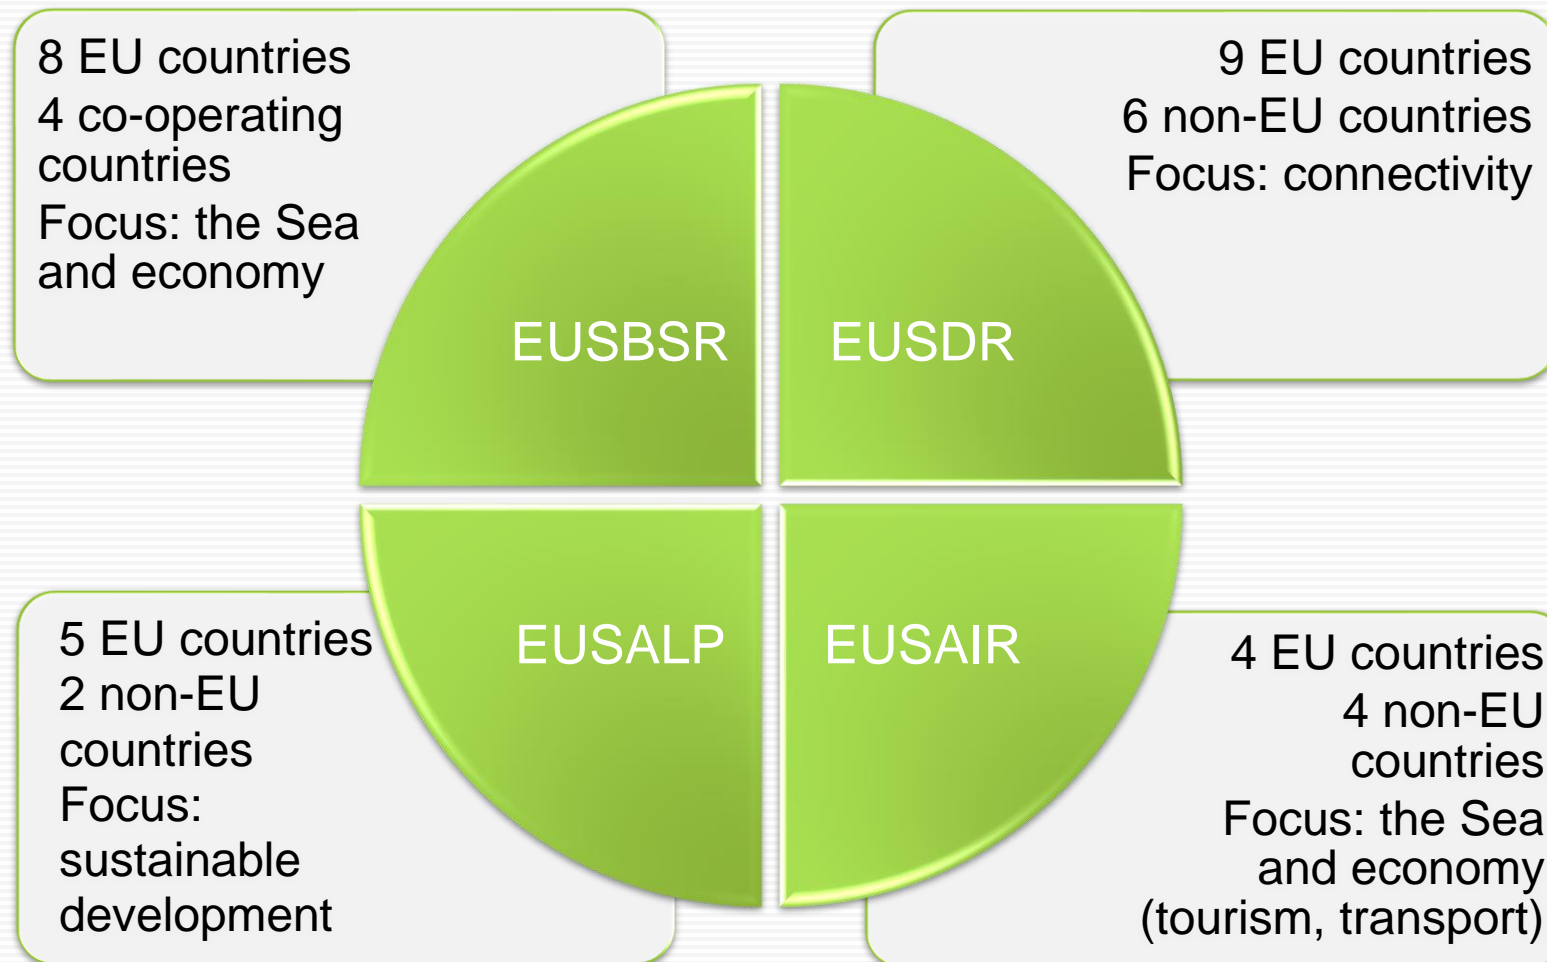 8 EU countries
4 co-operating
countries
Focus: the Sea
and economy
9 EU countries
6 non-EU countries
Focus: connectivity
EUSBSR
EUSDR
EUSALP
EUSAIR
5 EU countries
2 non-EU
countries
Focus:
sustainable
development
4 EU countries
4 non-EU
countries
Focus: the Sea
and economy
(tourism, transport)